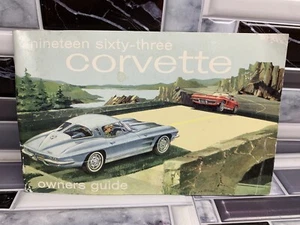 nineteen sixty-three
corvette
owners guide